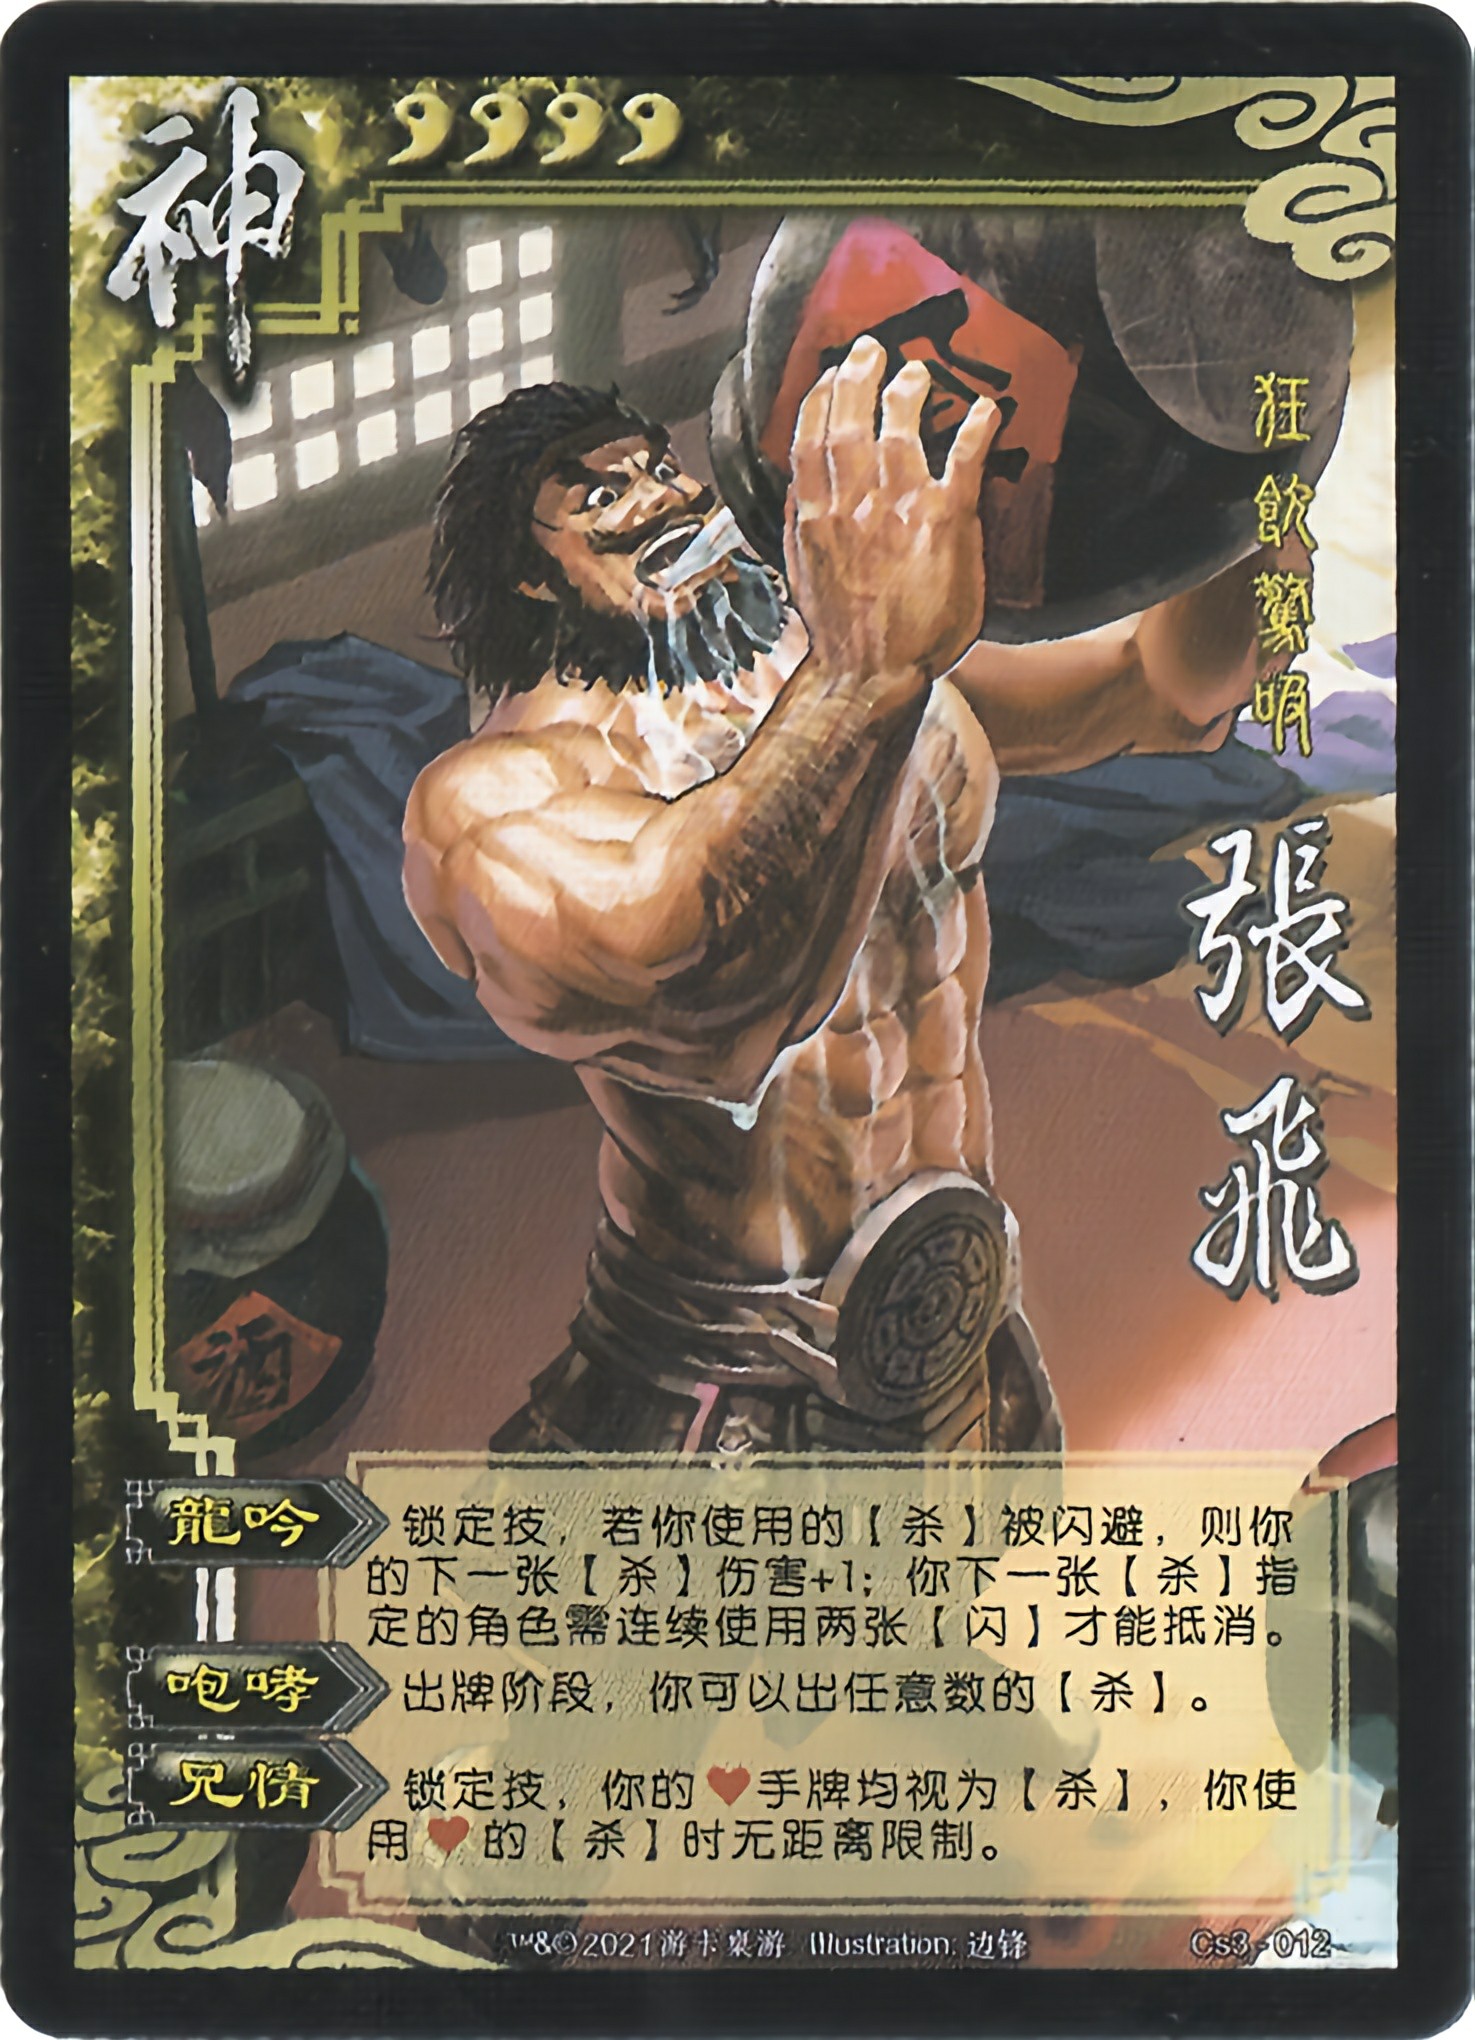 神
狂飲驚呶
張飛
酒
龍吟
锁定技，若你使用的【杀】被闪避，则你
的下一张【杀】伤害+1；你下一张【杀】指
定的角色需连续使用两张【闪】才能抵消。
咆哮
出牌阶段，你可以出任意数的【杀】。
兄情
锁定技，你的♥手牌均视为【杀】，你使
用♥的【杀】时无距离限制。
™&©2021游卡桌游 Illustration: 边锋
Cs3-012